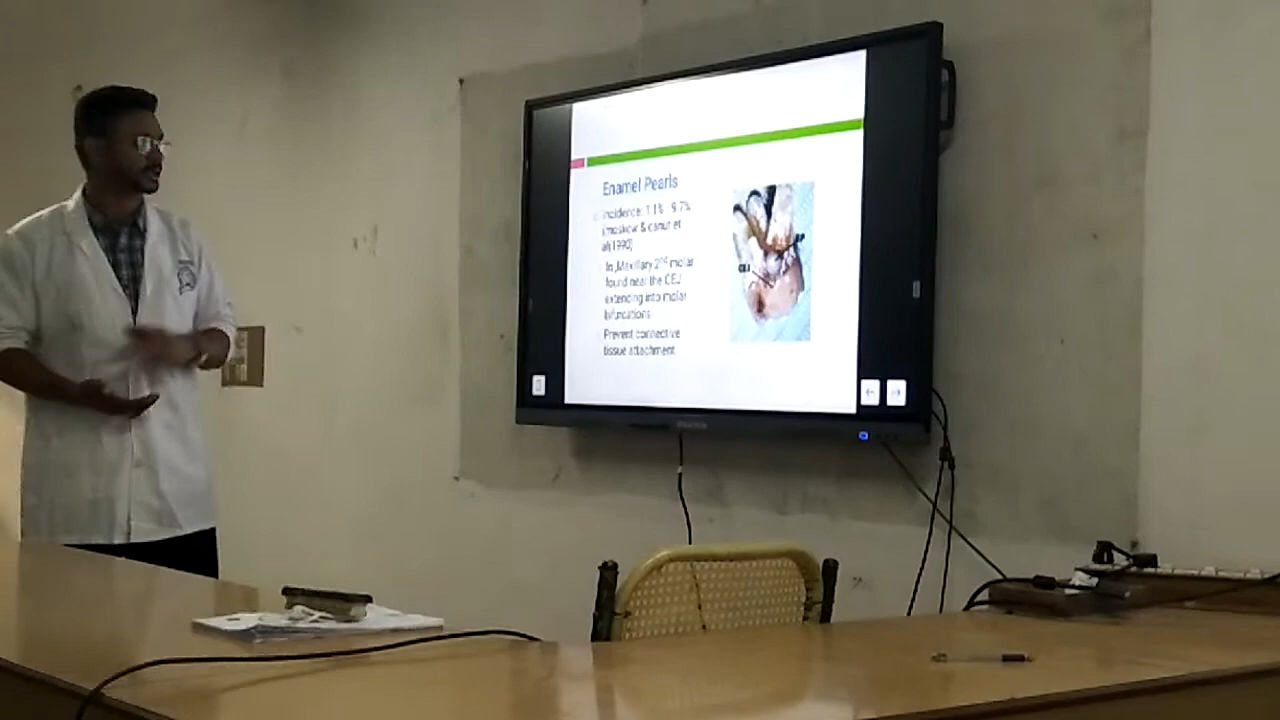 Enamel Pearls
Incidence: 1.1% - 9.7%
(moskow & canut et
al(1990)
In ,Maxillary 2nd molar
found near the CEJ
extending into molar
bifurcations
Prevent connective
tissue attachment
CEJ